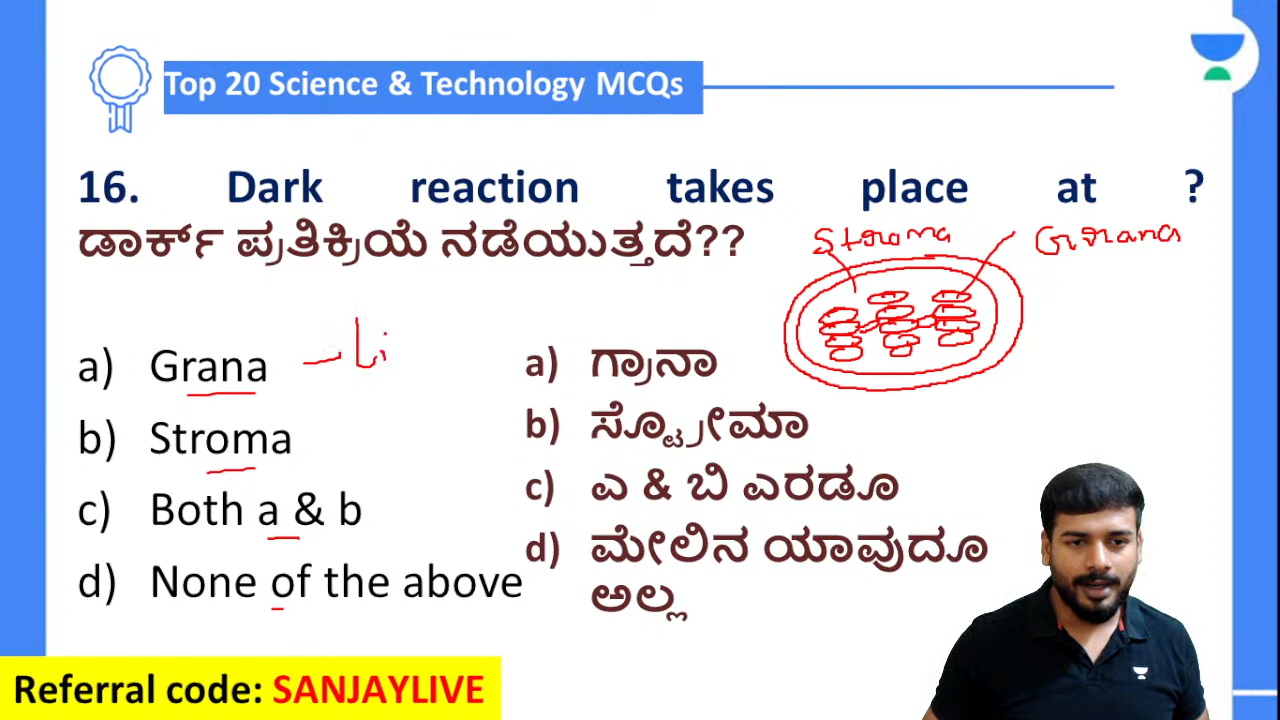 Top 20 Science & Technology MCQs
16. Dark reaction takes place at ?
ಡಾರ್ಕ್ ಪ್ರತಿಕ್ರಿಯೆ ನಡೆಯುತ್ತದೆ??
Stroma
Grana
a) Grana
Li
b) Stroma
c) Both a & b
d) None of the above
a) ಗ್ರಾನಾ
b) ಸ್ಟ್ರೋಮಾ
c) ಎ & ಬಿ ಎರಡೂ
d) ಮೇಲಿನ ಯಾವುದೂ
ಅಲ್ಲ
Referral code: SANJAYLIVE